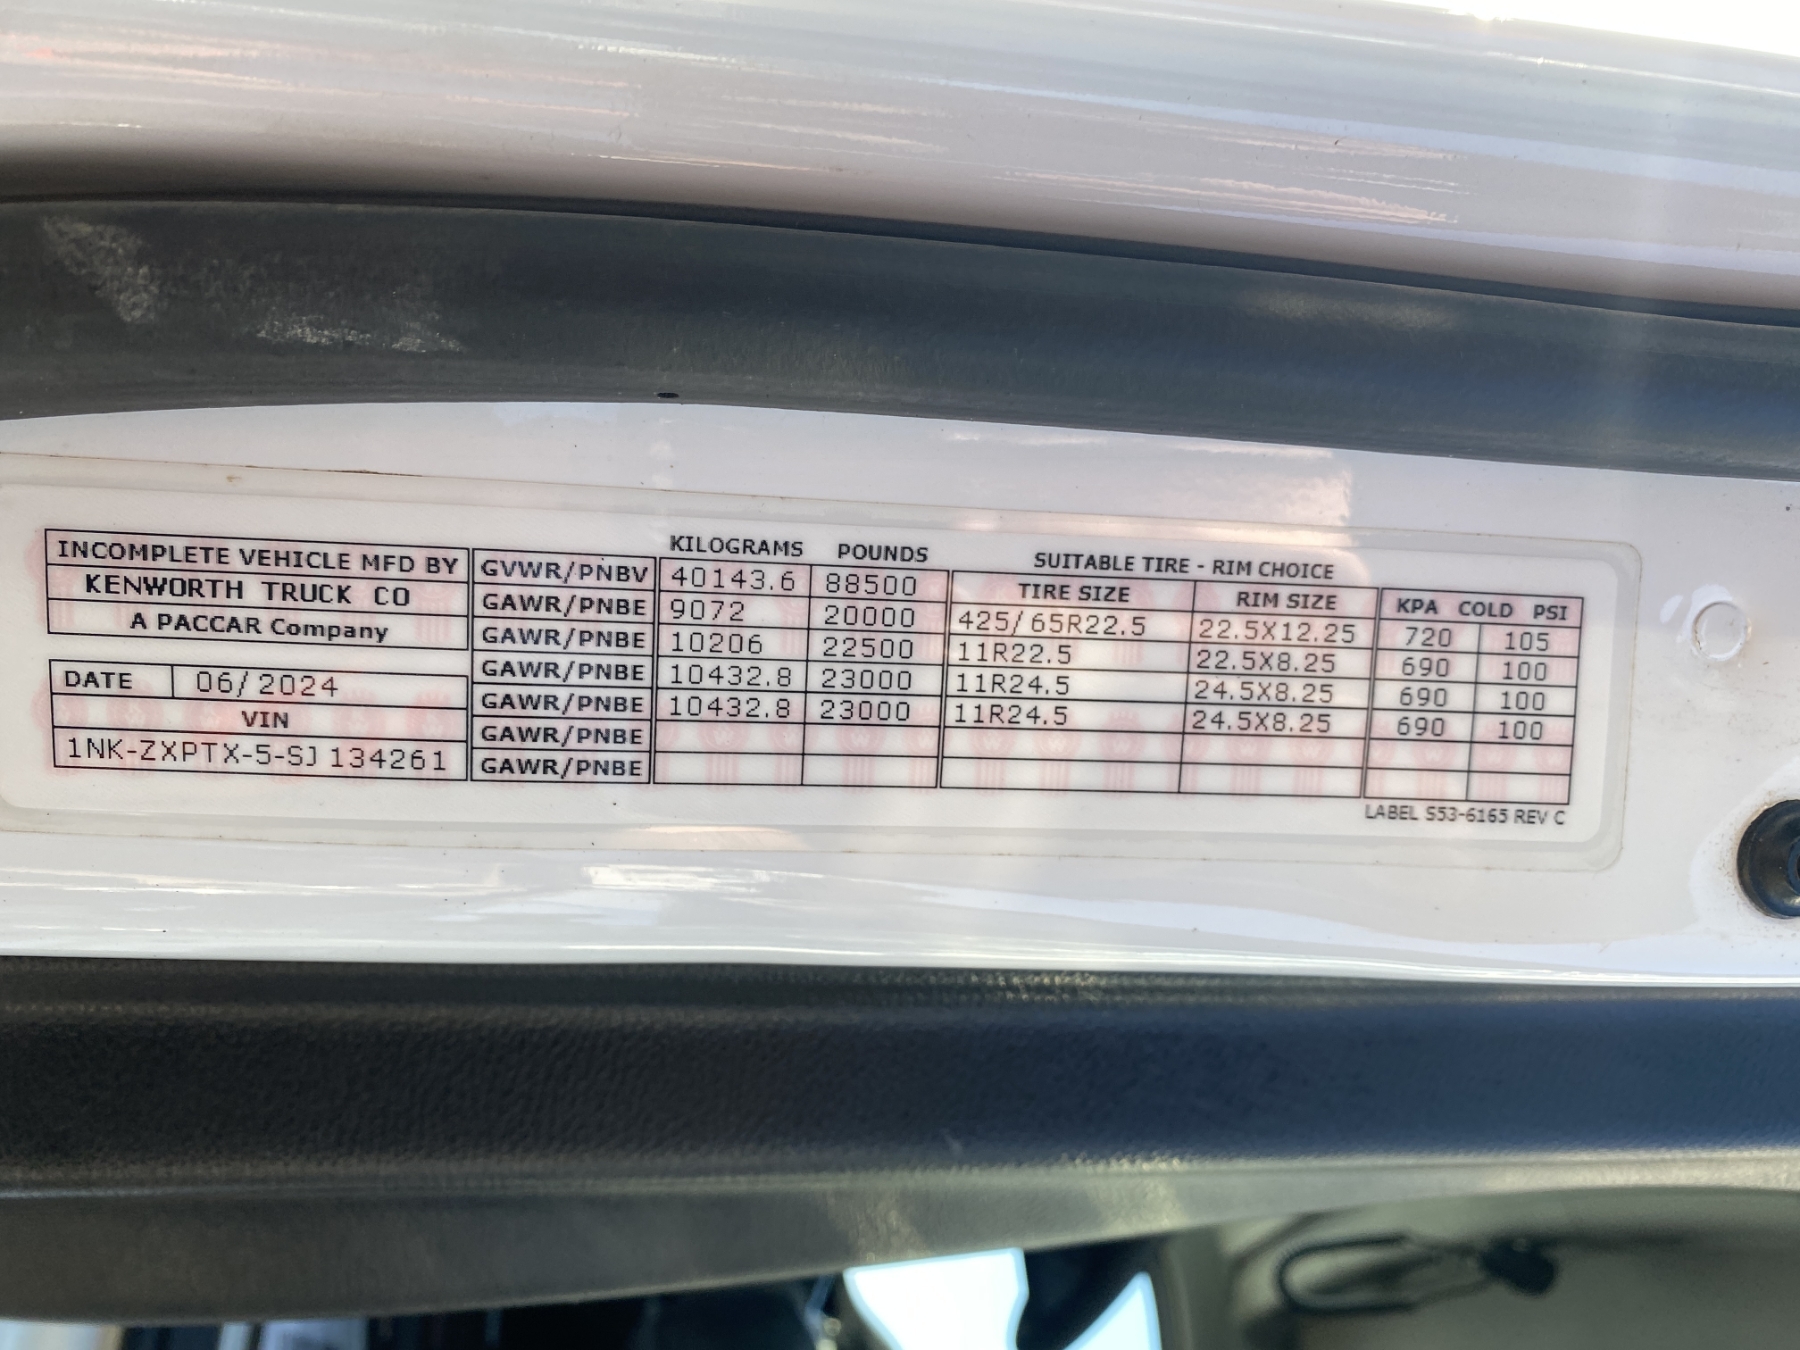 INCOMPLETE VEHICLE MFD BY
KENWORTH TRUCK CO
A PACCAR Company
DATE 06/2024
VIN
1NK-ZXPTX-5-SJ134261
KILOGRAMS POUNDS SUITABLE TIRE - RIM CHOICE
TIRE SIZE RIM SIZE KPA COLD PSI
GVWR/PNBV 40143.6 88500
GAWR/PNBE 9072 20000 425/65R22.5 22.5X12.25 720 105
GAWR/PNBE 10206 22500 11R22.5 22.5X8.25 690 100
GAWR/PNBE 10432.8 23000 11R24.5 24.5X8.25 690 100
GAWR/PNBE 10432.8 23000 11R24.5 24.5X8.25 690 100
GAWR/PNBE
GAWR/PNBE
LABEL S53-6165 REV C